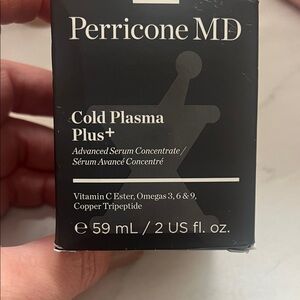 Perricone MD
Cold Plasma
Plus+
Advanced Serum Concentrate/
Sérum Avancé Concentré
Vitamin C Ester, Omegas 3, 6 & 9,
Copper Tripeptide
℮ 59 mL / 2 US fl. oz.